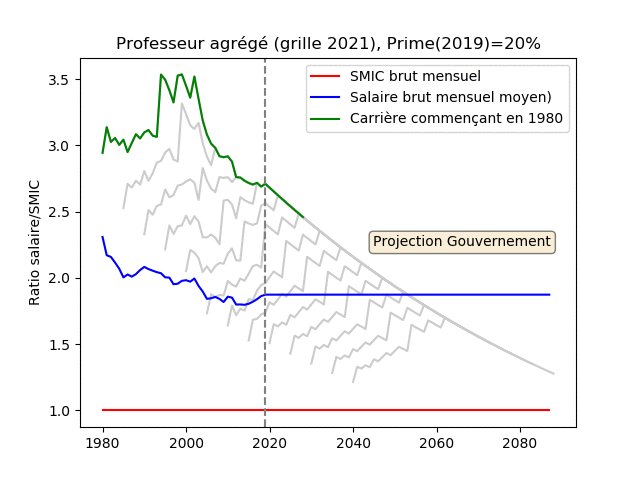 Professeur agrégé (grille 2021), Prime(2019)=20%
SMIC brut mensuel
Salaire brut mensuel moyen)
Carrière commençant en 1980
Projection Gouvernement
Ratio salaire/SMIC
3.5
3.0
2.5
2.0
1.5
1.0
1980 2000 2020 2040 2060 2080